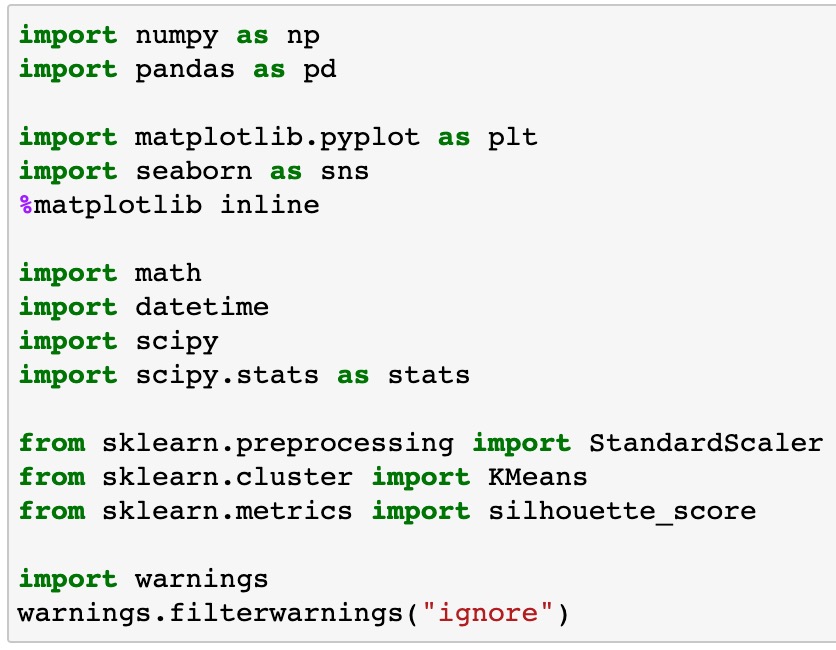 import numpy as np
import pandas as pd
import matplotlib.pyplot as plt
import seaborn as sns
%matplotlib inline
import math
import datetime
import scipy
import scipy.stats as stats
from sklearn.preprocessing import StandardScaler
from sklearn.cluster import KMeans
from sklearn.metrics import silhouette_score
import warnings
warnings.filterwarnings("ignore")